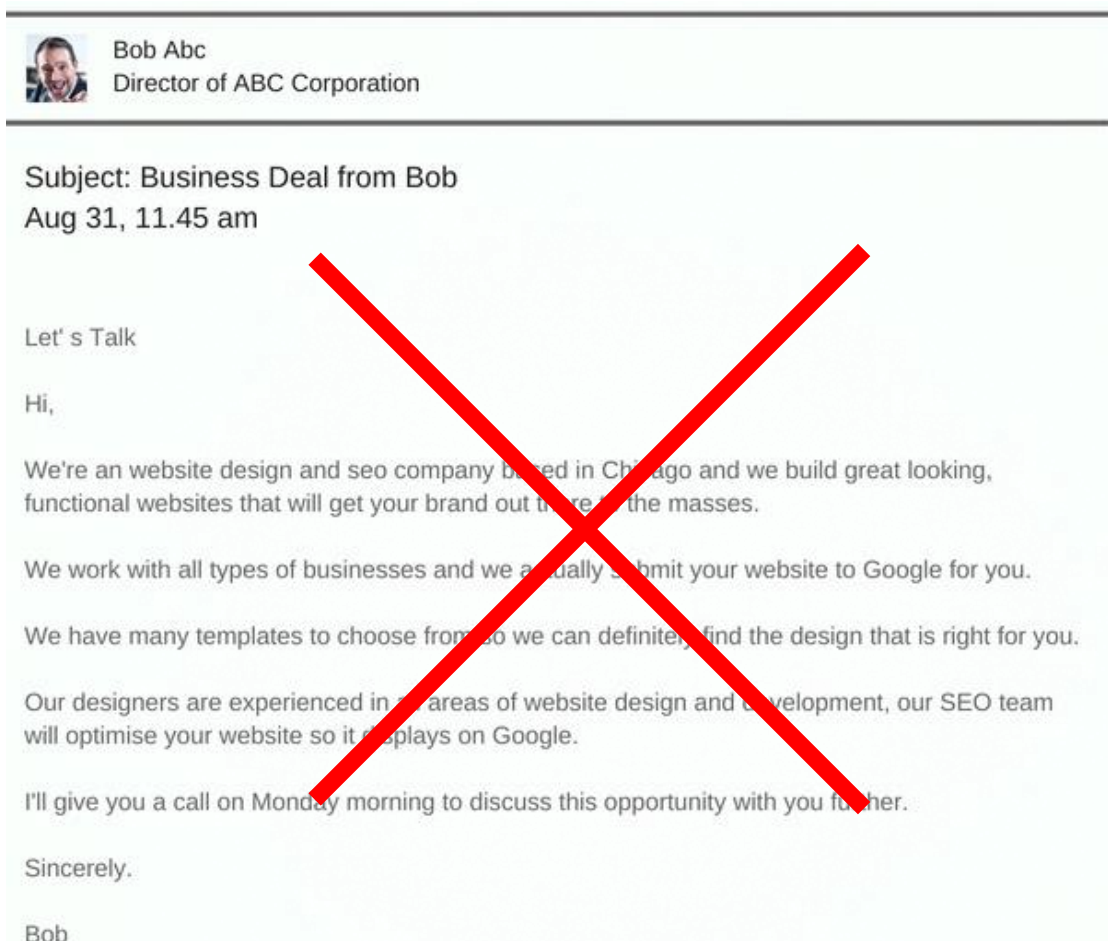 Bob Abc
Director of ABC Corporation
Subject: Business Deal from Bob
Aug 31, 11.45 am
Let' s Talk
Hi,
We're an website design and seo company based in Chicago and we build great looking,
functional websites that will get your brand out there to the masses.
We work with all types of businesses and we actually submit your website to Google for you.
We have many templates to choose from so we can definitely find the design that is right for you.
Our designers are experienced in all areas of website design and development, our SEO team
will optimise your website so it displays on Google.
I'll give you a call on Monday morning to discuss this opportunity with you further.
Sincerely.
Bob